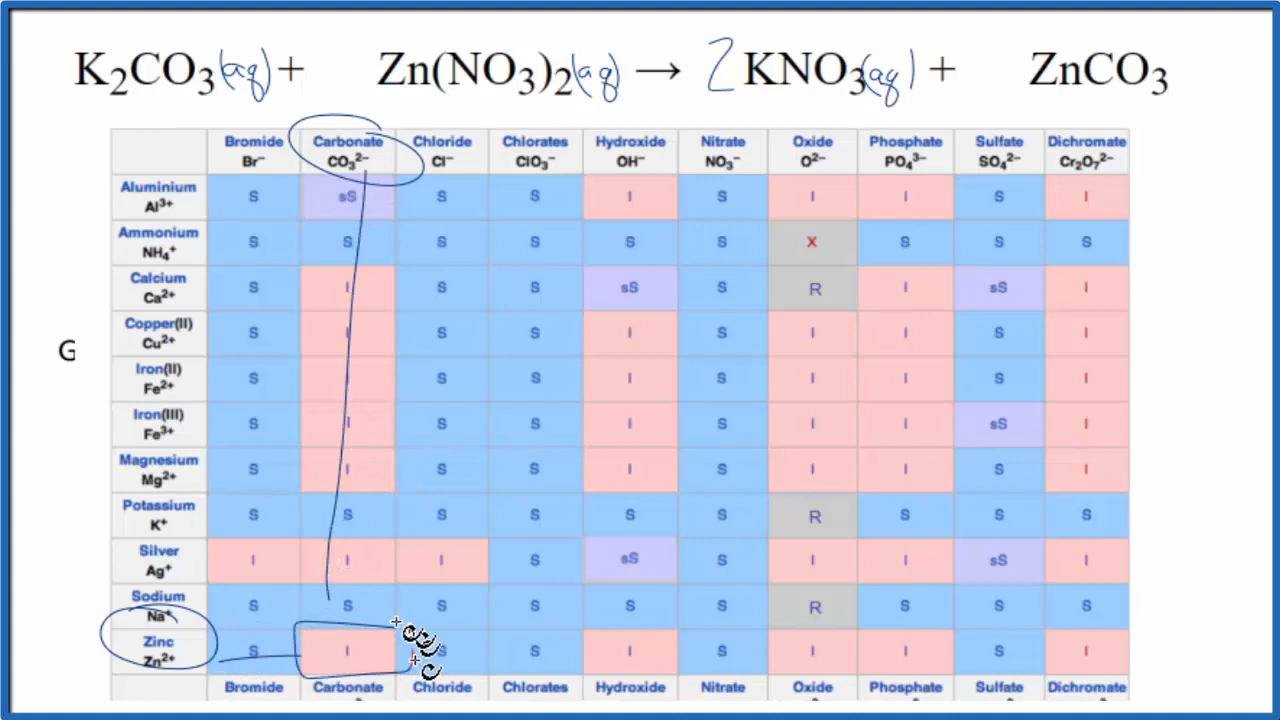 K₂CO₃(aq) + Zn(NO₃)₂(aq) → 2 KNO₃(aq) + ZnCO₃
Bromide Carbonate Chloride Chlorates Hydroxide Nitrate Oxide Phosphate Sulfate Dichromate
Br⁻ CO₃²⁻ Cl⁻ ClO₃⁻ OH⁻ NO₃⁻ O²⁻ PO₄³⁻ SO₄²⁻ Cr₂O₇²⁻
Aluminium
Al³⁺ S sS S S I S I I S I
Ammonium
NH₄⁺ S S S S S S X S S S
Calcium
Ca²⁺ S I S S sS S R I sS I
G
Copper(II)
Cu²⁺ S I S S I S I I S I
Iron(II)
Fe²⁺ S I S S I S I I S I
Iron(III)
Fe³⁺ S I S S I S I I sS I
Magnesium
Mg²⁺ S I S S I S I I S I
Potassium
K⁺ S S S S S S R S S S
Silver
Ag⁺ I I I S sS S I I sS I
Sodium
Na⁺ S S S S S S R S S S
Zinc
Zn²⁺ S I S S I S I I S I
Bromide Carbonate Chloride Chlorates Hydroxide Nitrate Oxide Phosphate Sulfate Dichromate